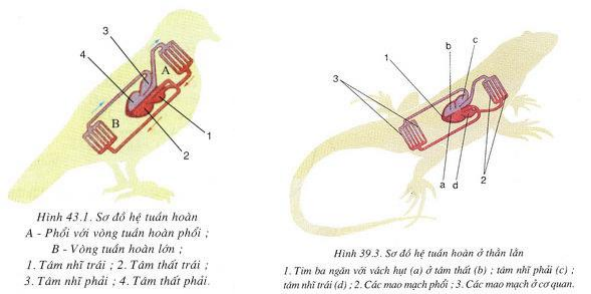 3
4
A
B
1
2
Hình 43.1. Sơ đồ hệ tuần hoàn
A - Phổi với vòng tuần hoàn phổi ;
B - Vòng tuần hoàn lớn ;
1. Tâm nhĩ trái ; 2. Tâm thất trái ;
3. Tâm nhĩ phải ; 4. Tâm thất phải.
b
c
1
3
a
d
2
Hình 39.3. Sơ đồ hệ tuần hoàn ở thằn lằn
1. Tim ba ngăn với vách hụt (a) ở tâm thất (b) ; tâm nhĩ phải (c) ;
tâm nhĩ trái (d) ; 2. Các mao mạch phổi ; 3. Các mao mạch ở cơ quan.